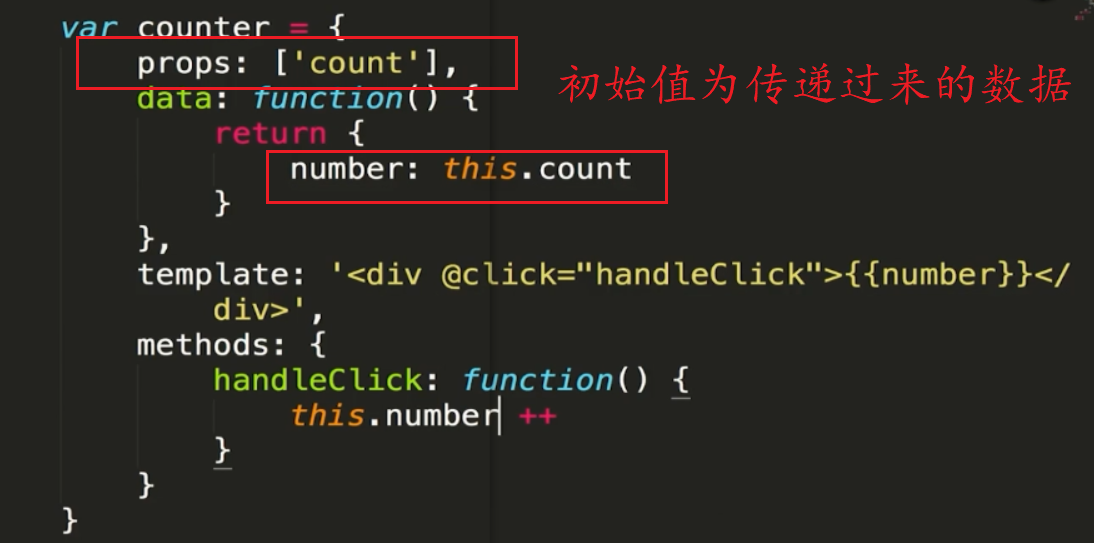 var counter = {
props: ['count'],
初始值为传递过来的数据
data: function() {
return {
number: this.count
}
},
template: '<div @click="handleClick">{{number}}</
div>',
methods: {
handleClick: function() {
this.number ++
}
}
}